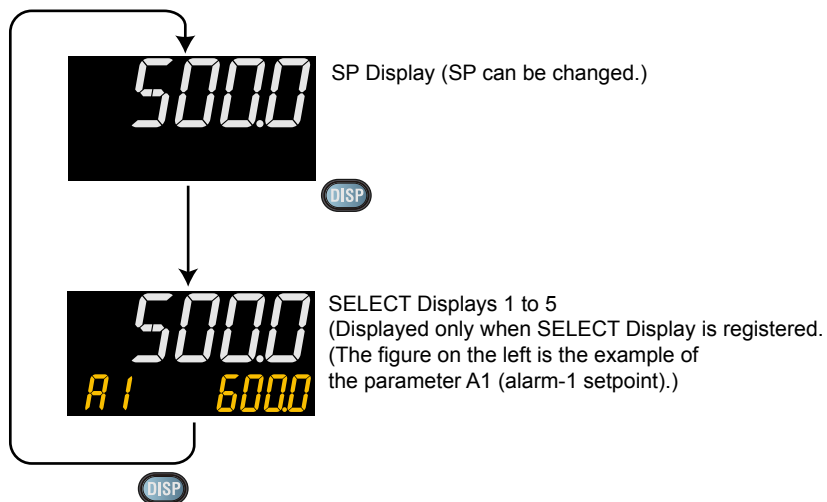 500.0
SP Display (SP can be changed.)
DISP
500.0
A1 600.0
SELECT Displays 1 to 5
(Displayed only when SELECT Display is registered.
(The figure on the left is the example of
the parameter A1 (alarm-1 setpoint).)
DISP